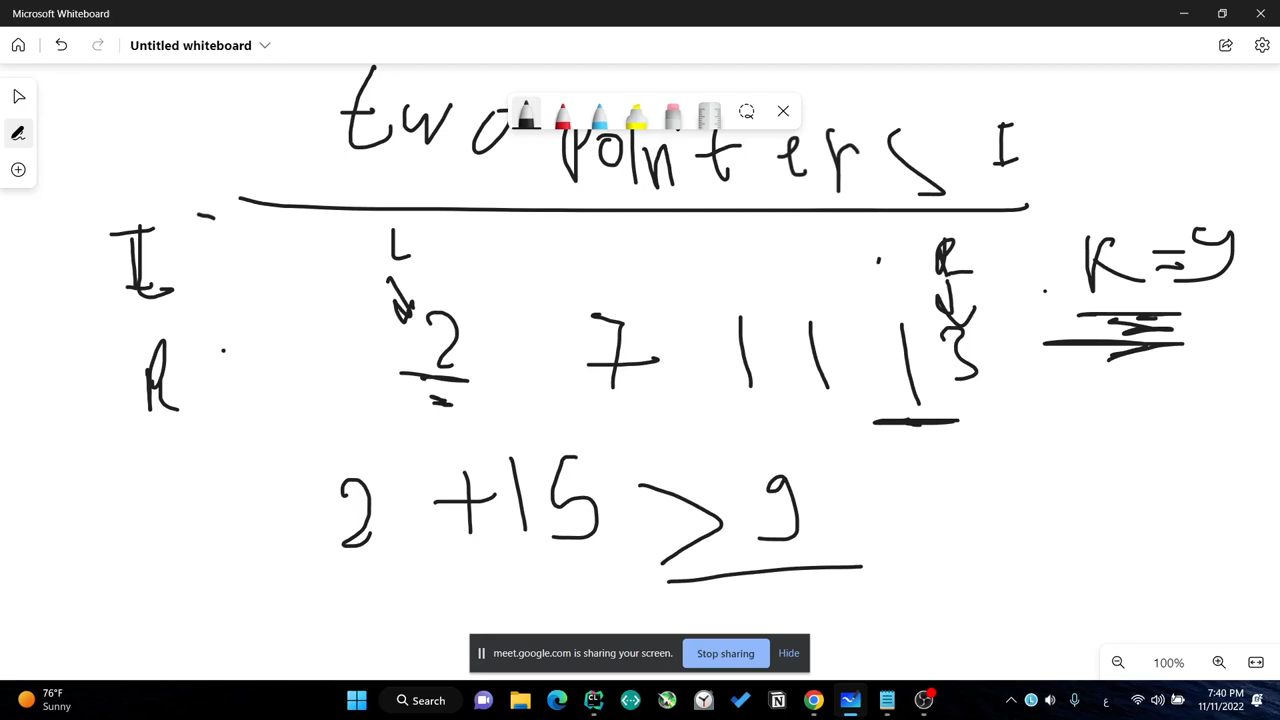 Microsoft Whiteboard
Untitled whiteboard
two pointers I
L R
I K=9
2 7 11 13
R
2 +15 > 9
meet.google.com is sharing your screen. Stop sharing Hide
100%
76°F
Sunny
Search
ع
7:40 PM
11/11/2022